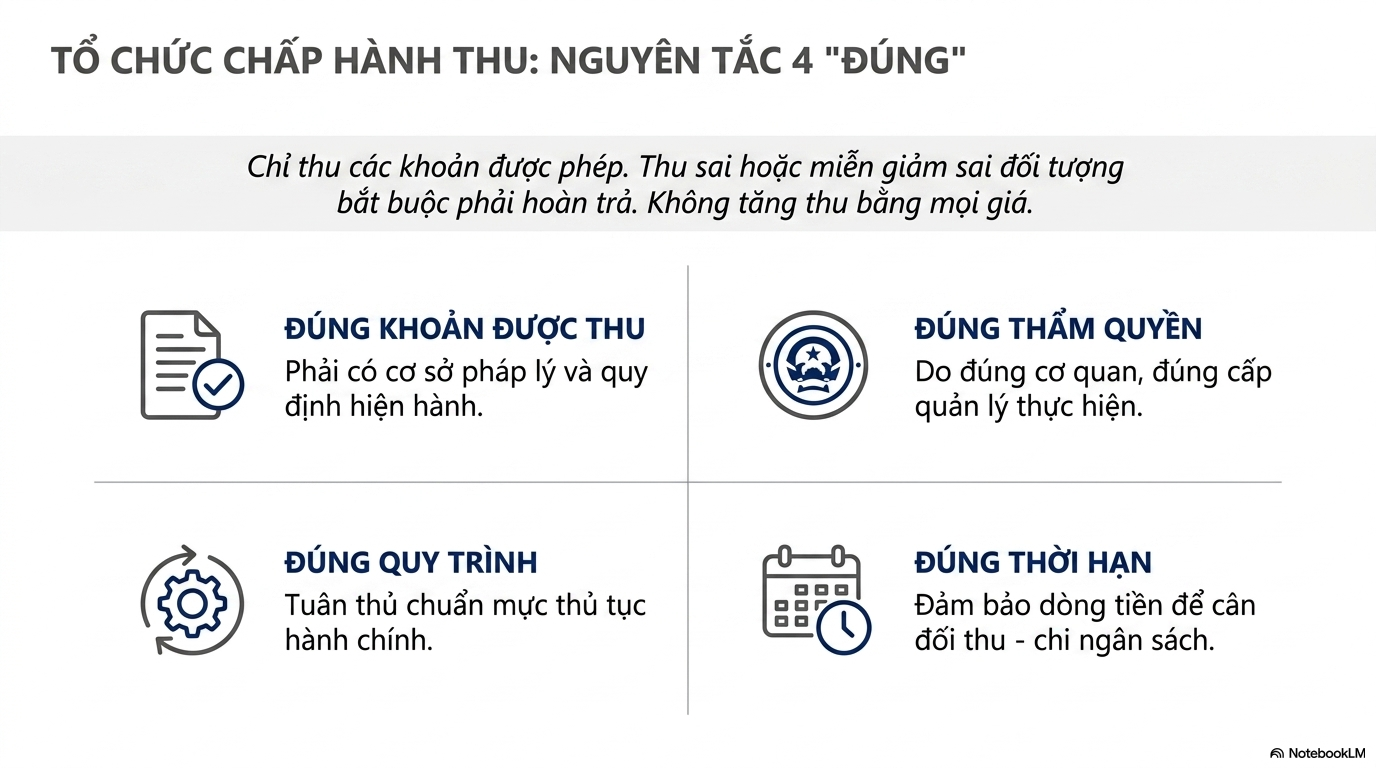 TỔ CHỨC CHẤP HÀNH THU: NGUYÊN TẮC 4 "ĐÚNG"
Chỉ thu các khoản được phép. Thu sai hoặc miễn giảm sai đối tượng
bắt buộc phải hoàn trả. Không tăng thu bằng mọi giá.
ĐÚNG KHOẢN ĐƯỢC THU
Phải có cơ sở pháp lý và quy
định hiện hành.
ĐÚNG THẨM QUYỀN
Do đúng cơ quan, đúng cấp
quản lý thực hiện.
ĐÚNG QUY TRÌNH
Tuân thủ chuẩn mực thủ tục
hành chính.
ĐÚNG THỜI HẠN
Đảm bảo dòng tiền để cân
đối thu - chi ngân sách.
NotebookLM